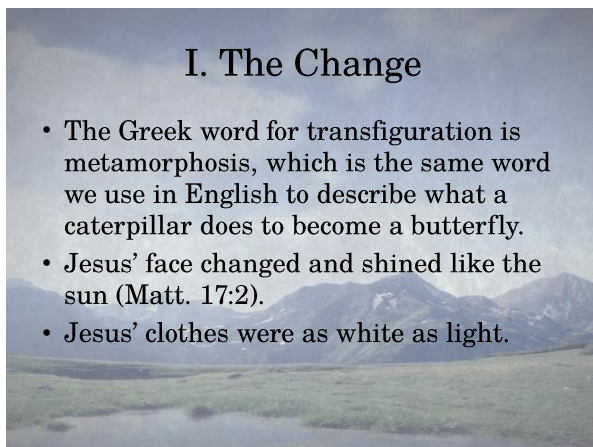 I. The Change
• The Greek word for transfiguration is
metamorphosis, which is the same word
we use in English to describe what a
caterpillar does to become a butterfly.
• Jesus’ face changed and shined like the
sun (Matt. 17:2).
• Jesus’ clothes were as white as light.